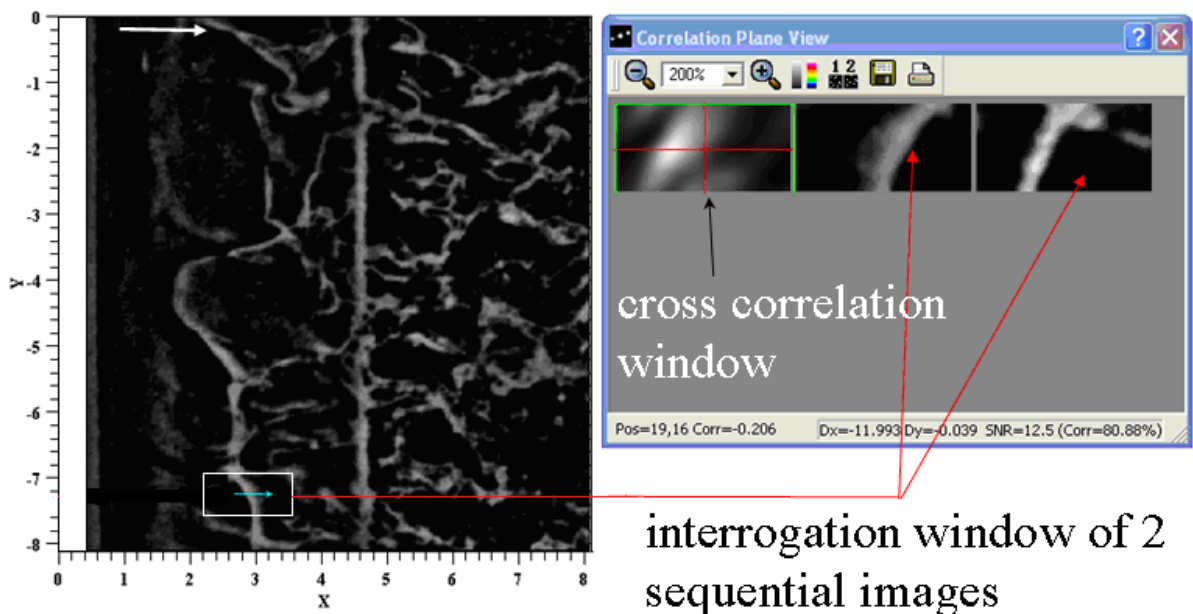 0
-1
-2
-3
-4
-5
-6
-7
-8
Y
0 1 2 3 4 5 6 7 8
X
Correlation Plane View
200%
1 2
cross correlation
window
Pos=19,16 Corr=-0.206 Dx=-11.993 Dy=-0.039 SNR=12.5 (Corr=80.88%)
interrogation window of 2
sequential images